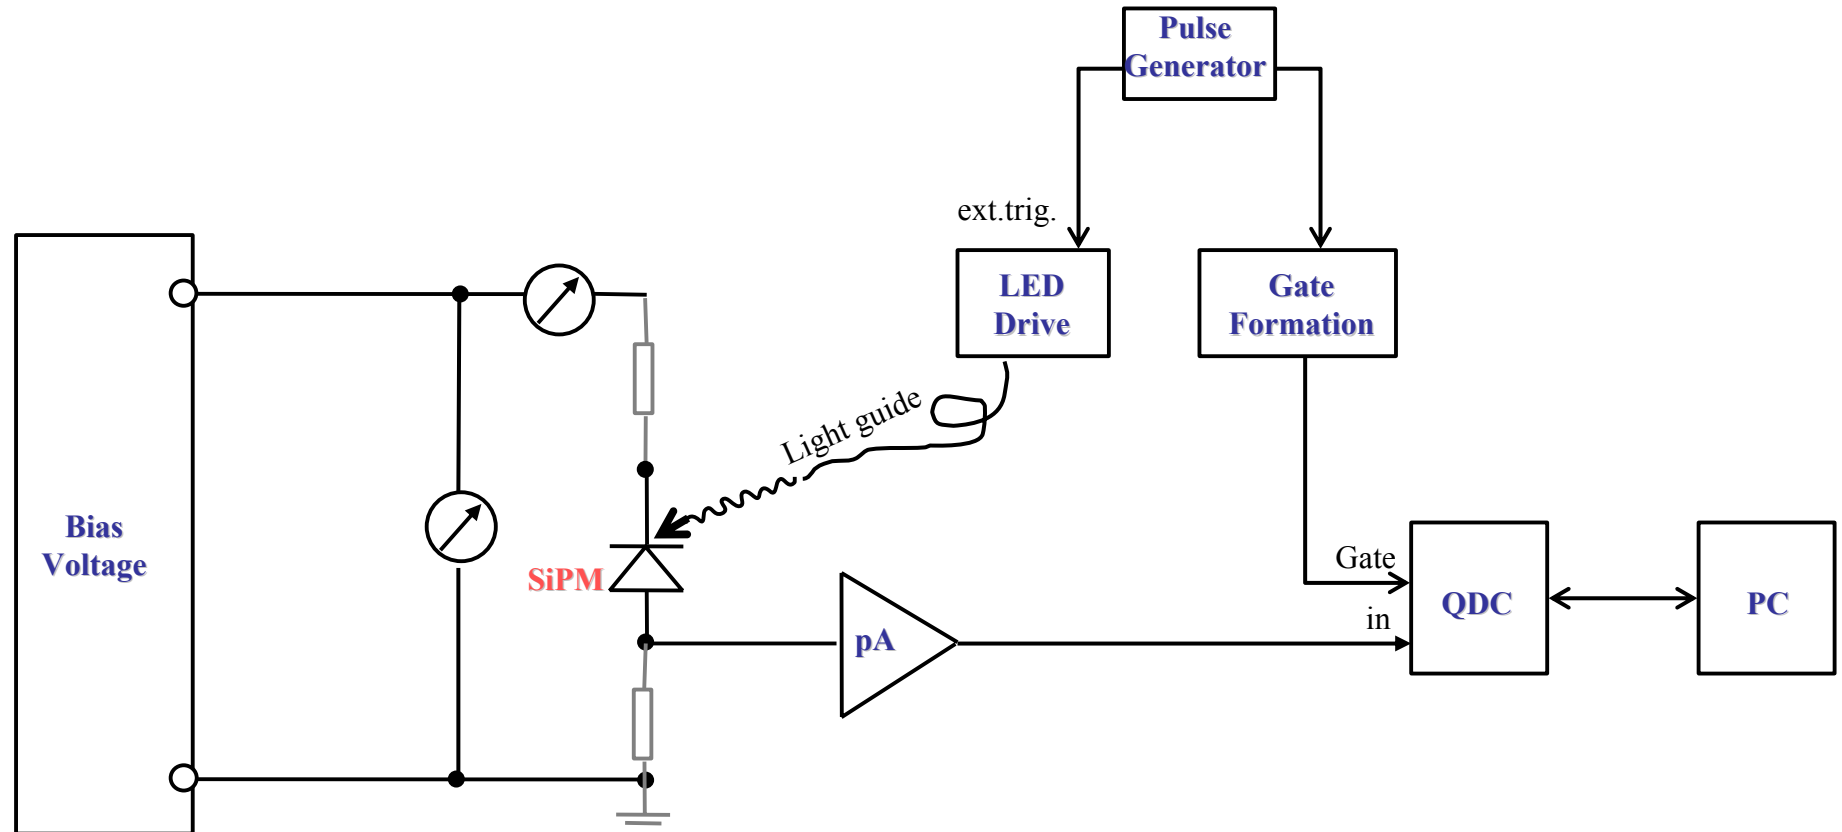 Pulse
Generator
ext.trig.
LED
Drive
Gate
Formation
Light guide
Bias
Voltage
SiPM
pA
Gate
in
QDC
PC